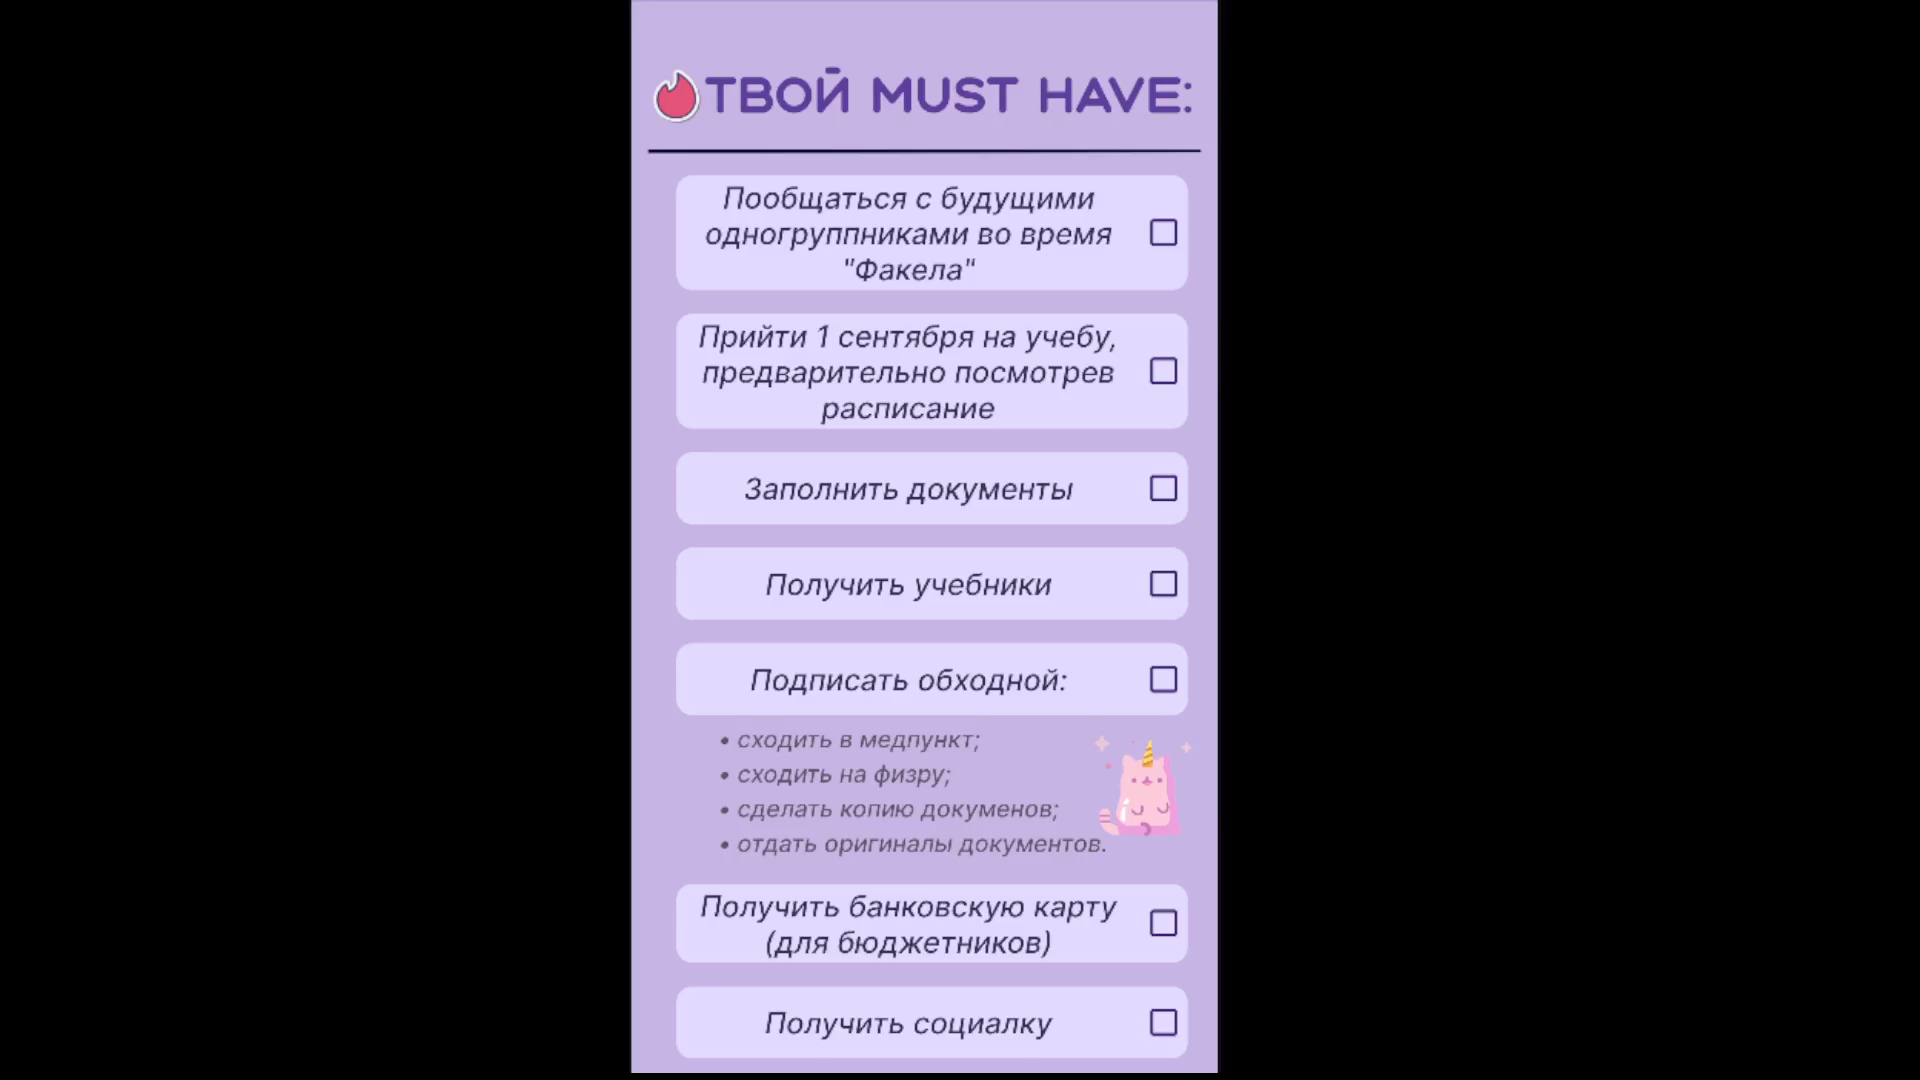 ТВОЙ MUST HAVE:
Пообщаться с будущими
одногруппниками во время
"Факела"
Прийти 1 сентября на учебу,
предварительно посмотрев
расписание
Заполнить документы
Получить учебники
Подписать обходной:
• сходить в медпункт;
• сходить на физру;
• сделать копию докуменов;
• отдать оригиналы документов.
Получить банковскую карту
(для бюджетников)
Получить социалку